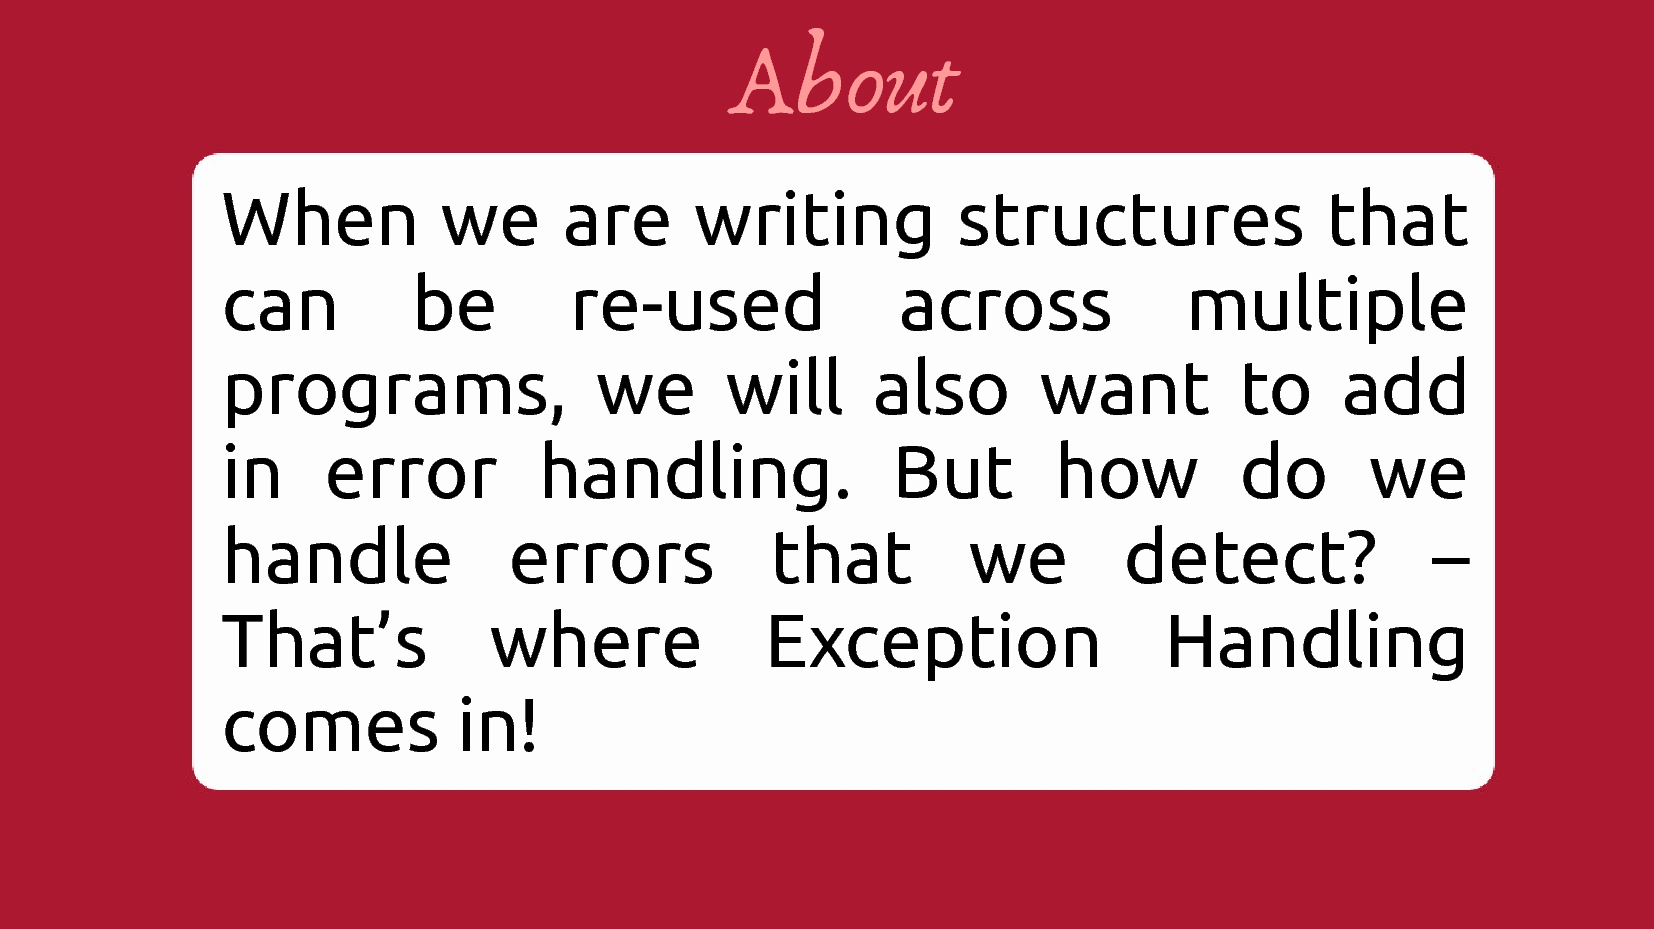 About
When we are writing structures that
can be re-used across multiple
programs, we will also want to add
in error handling. But how do we
handle errors that we detect? –
That’s where Exception Handling
comes in!